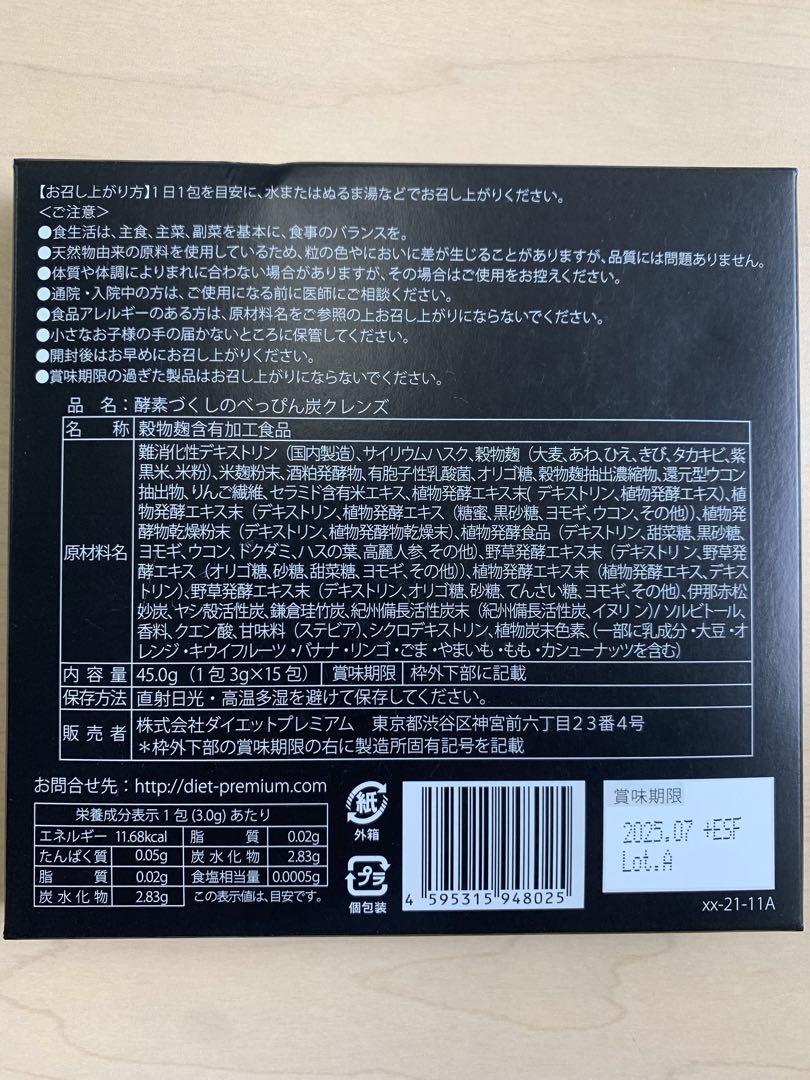 【お召し上がり方】1日1包を目安に、水またはぬるま湯などでお召し上がりください。
＜ご注意＞
●食生活は、主食、主菜、副菜を基本に、食事のバランスを。
●天然物由来の原料を使用しているため、粒の色やにおいに差が生じることがありますが、品質には問題ありません。
●体質や体調によりまれに合わない場合がありますが、その場合はご使用をお控えください。
●通院・入院中の方は、ご使用になる前に医師にご相談ください。
●食品アレルギーのある方は、原材料名をご参照の上お召し上がりにならないでください。
●小さなお子様の手の届かないところに保管してください。
●開封後はお早めにお召し上がりください。
●賞味期限の過ぎた製品はお召し上がりにならないでください。
品 名：酵素づくしのべっぴん炭クレンズ
名 称 穀物麹含有加工食品
原材料名
難消化性デキストリン（国内製造）、サイリウムハスク、穀物麹（大麦、あわ、ひえ、きび、タカキビ、紫
黒米、米粉）、米麹粉末、酒粕発酵物、有胞子性乳酸菌、オリゴ糖、穀物麹抽出濃縮物、還元型ウコン
抽出物、りんご繊維、セラミド含有米エキス、植物発酵エキス末（デキストリン、植物発酵エキス）、植
物発酵エキス末（デキストリン、植物発酵エキス（糖蜜、黒砂糖、ヨモギ、ウコン、その他））、植物発
酵物乾燥粉末（デキストリン、植物発酵物乾燥末）、植物発酵食品（デキストリン、甜菜糖、黒砂糖、
ヨモギ、ウコン、ドクダミ、ハスの葉、高麗人参、その他）、野草発酵エキス末（デキストリン、野草発
酵エキス（オリゴ糖、砂糖、甜菜糖、ヨモギ、その他））、植物発酵エキス末（植物発酵エキス、デキス
トリン）、野草発酵エキス末（デキストリン、オリゴ糖、砂糖、てんさい糖、ヨモギ、その他）、伊那赤松
妙炭、ヤシ殻活性炭、鎌倉珪竹炭、紀州備長活性炭末（紀州備長活性炭、イヌリン）/ソルビトール、
香料、クエン酸、甘味料（ステビア）、シクロデキストリン、植物炭末色素、（一部に乳成分・大豆・オ
レンジ・キウイフルーツ・バナナ・リンゴ・ごま・やまいも・もも・カシューナッツを含む）
内 容 量 45.0g（1包 3g×15包） 賞味期限 枠外下部に記載
保存方法 直射日光・高温多湿を避けて保存してください。
販 売 者 株式会社ダイエットプレミアム 東京都渋谷区神宮前六丁目23番4号
＊枠外下部の賞味期限の右に製造所固有記号を記載
お問合せ先：http://diet-premium.com
栄養成分表示 1包（3.0g）あたり
エネルギー 11.68kcal 脂 質 0.02g
たんぱく質 0.05g 炭水化物 2.83g
脂 質 0.02g 食塩相当量 0.0005g
炭水化物 2.83g この表示値は、目安です。
紙
外箱
プラ
個包装
4 595315 948025
賞味期限
2025.07 +ESF
Lot.A
xx-21-11A